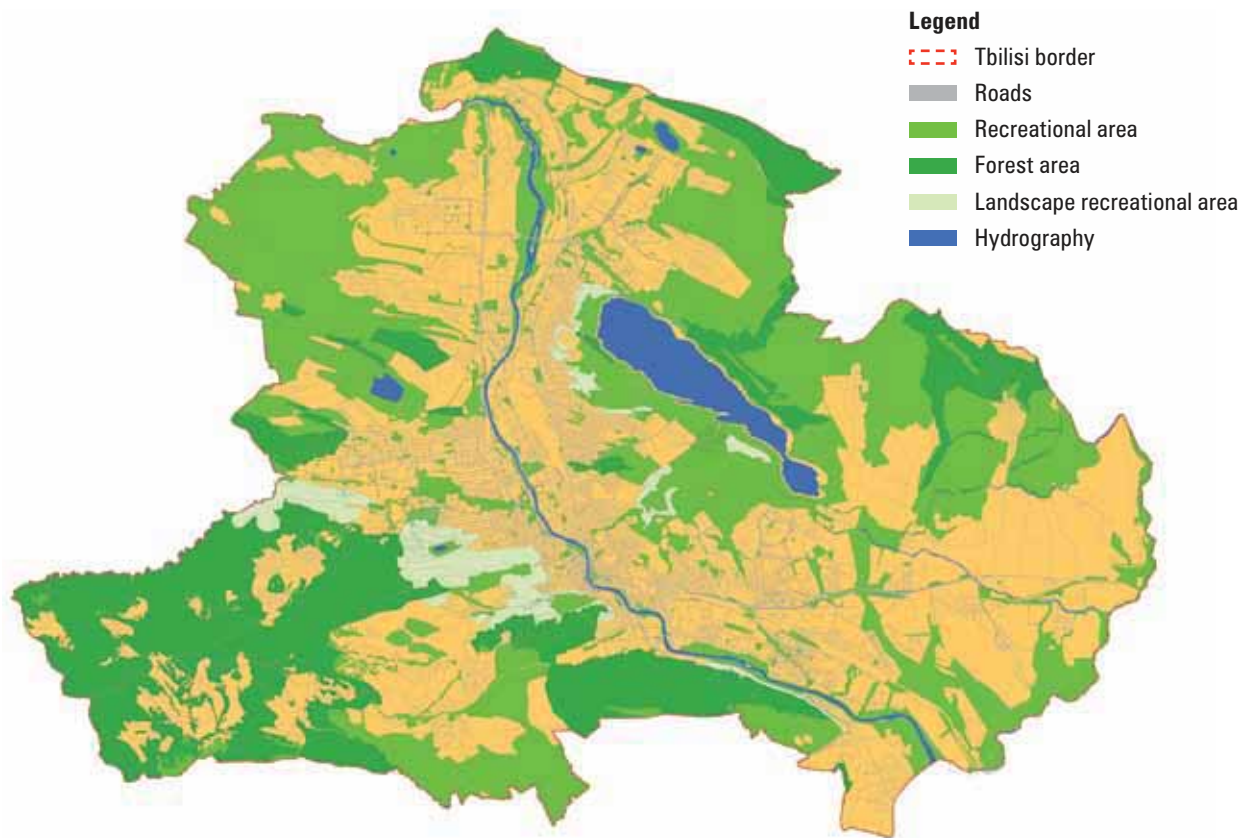 Legend
Tbilisi border
Roads
Recreational area
Forest area
Landscape recreational area
Hydrography